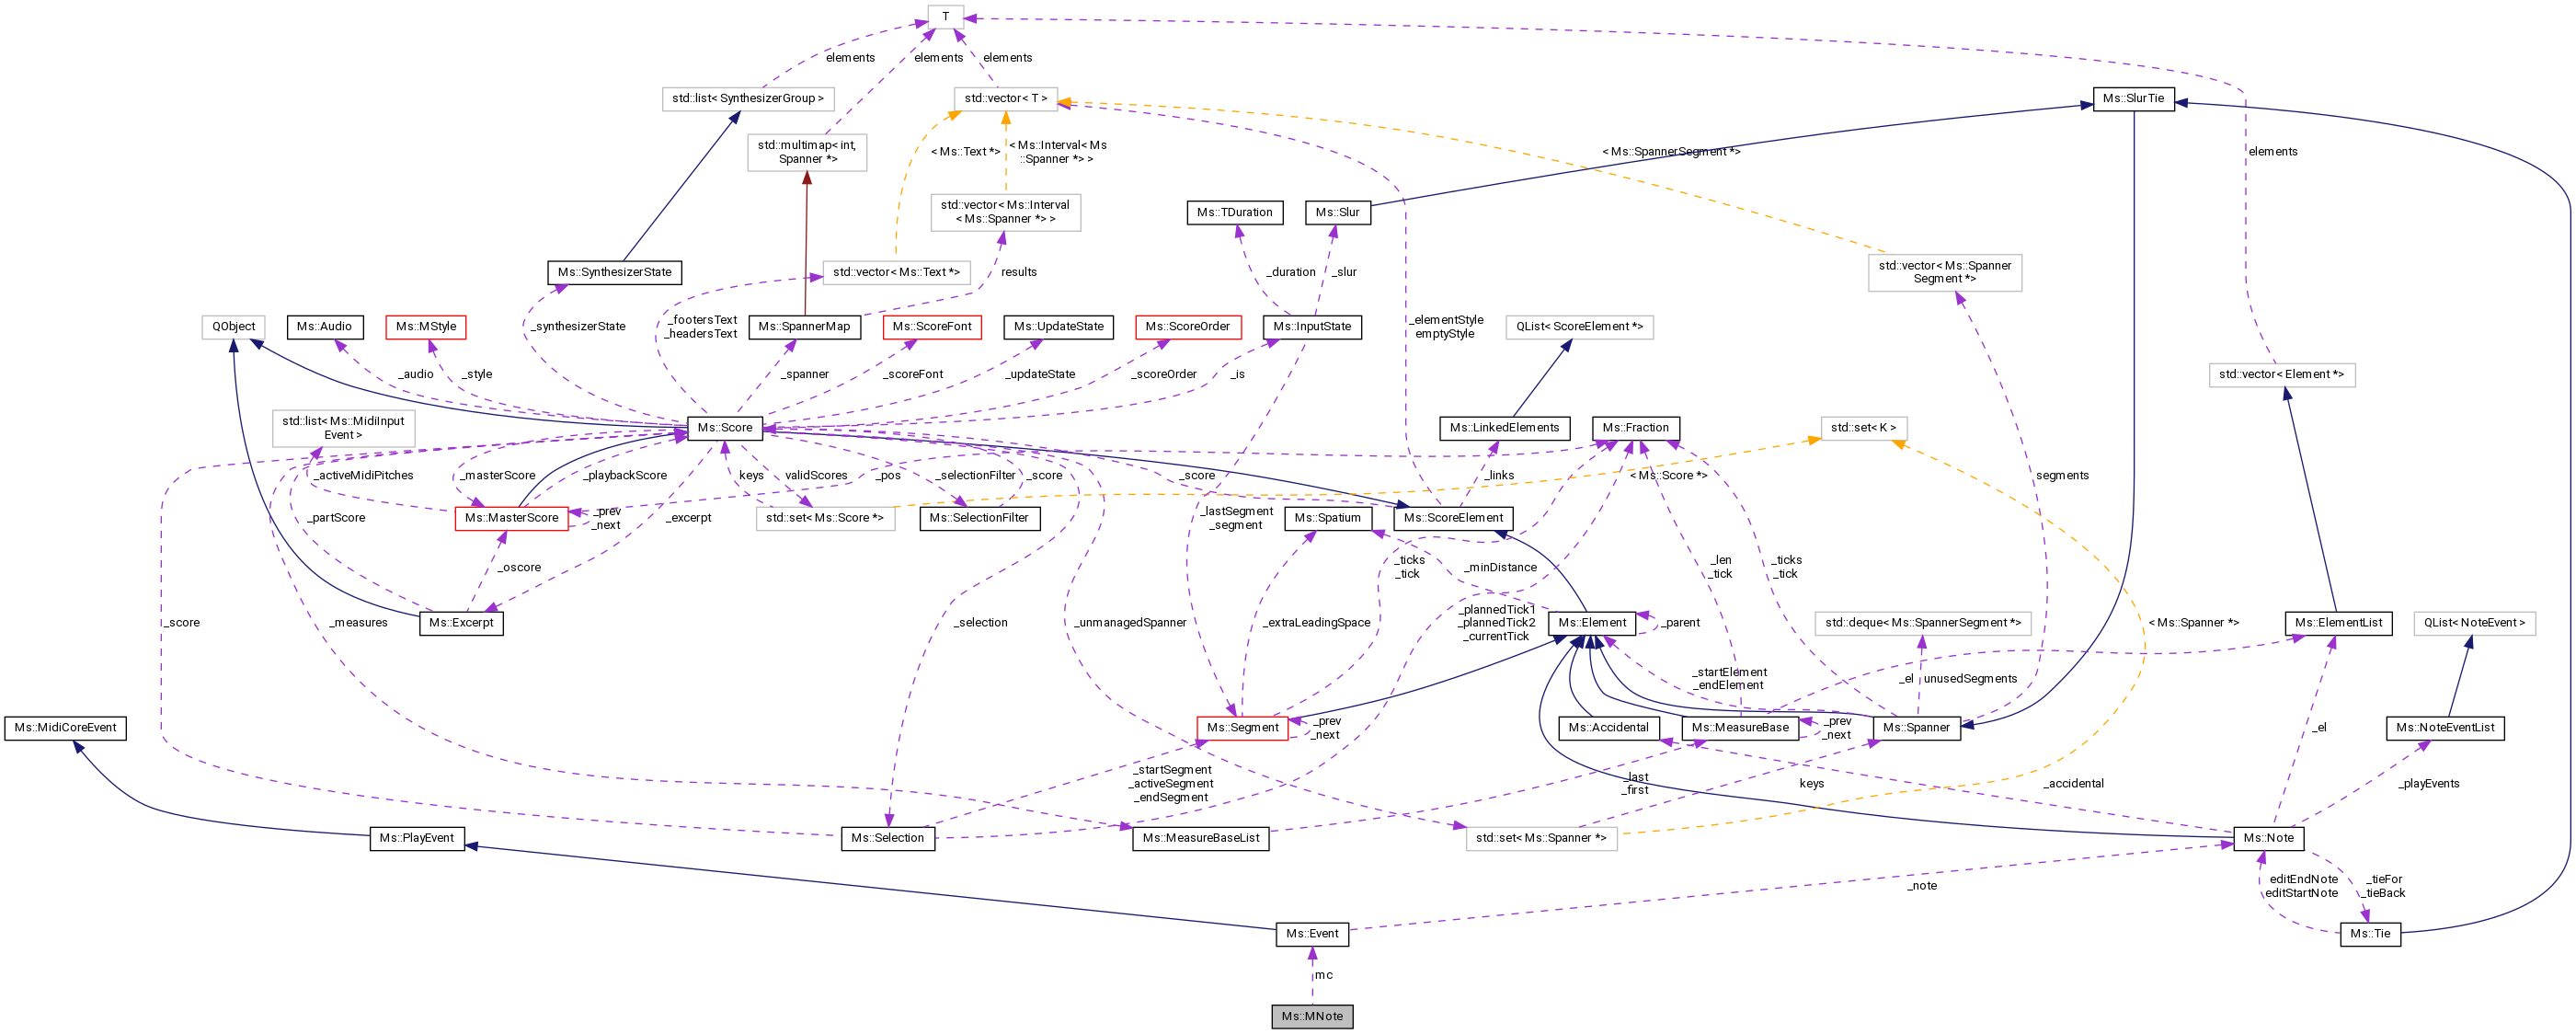 T
elements
elements
elements
std::list< SynthesizerGroup >
std::vector< T >
Ms::SlurTie
std::multimap< int,
Spanner *>
< Ms::Text *>
< Ms::Interval< Ms
::Spanner *> >
< Ms::SpannerSegment *>
elements
std::vector< Ms::Interval
< Ms::Spanner *> >
Ms::TDuration
Ms::Slur
Ms::SynthesizerState
std::vector< Ms::Text *>
results
_duration
_slur
std::vector< Ms::Spanner
Segment *>
QObject
Ms::Audio
Ms::MStyle
_synthesizerState
_footersText
_headersText
Ms::SpannerMap
Ms::ScoreFont
Ms::UpdateState
Ms::ScoreOrder
Ms::InputState
_elementStyle
emptyStyle
QList< ScoreElement *>
_audio
_style
_spanner
_scoreFont
_updateState
_scoreOrder
_is
std::vector< Element *>
std::list< Ms::MidiInput
Event >
Ms::Score
Ms::LinkedElements
Ms::Fraction
std::set< K >
_activeMidiPitches
_masterScore
_playbackScore
keys
validScores
_pos
_selectionFilter
_score
_score
_links
< Ms::Score *>
segments
_partScore
Ms::MasterScore
_prev
_next
_excerpt
std::set< Ms::Score *>
Ms::SelectionFilter
_lastSegment
_segment
Ms::Spatium
Ms::ScoreElement
_oscore
_ticks
_tick
_minDistance
_len
_tick
_ticks
_tick
_score
_measures
Ms::Excerpt
_selection
_unmanagedSpanner
_extraLeadingSpace
_plannedTick1
_plannedTick2
_currentTick
Ms::Element
_parent
std::deque< Ms::SpannerSegment *>
< Ms::Spanner *>
Ms::ElementList
QList< NoteEvent >
_startElement
_endElement
_el
unusedSegments
Ms::MidiCoreEvent
Ms::Segment
_prev
_next
Ms::Accidental
Ms::MeasureBase
_prev
_next
Ms::Spanner
_el
Ms::NoteEventList
_startSegment
_activeSegment
_endSegment
_last
_first
keys
_accidental
_playEvents
Ms::PlayEvent
Ms::Selection
Ms::MeasureBaseList
std::set< Ms::Spanner *>
Ms::Note
_note
editEndNote
editStartNote
_tieFor
_tieBack
Ms::Event
Ms::Tie
mc
Ms::MNote